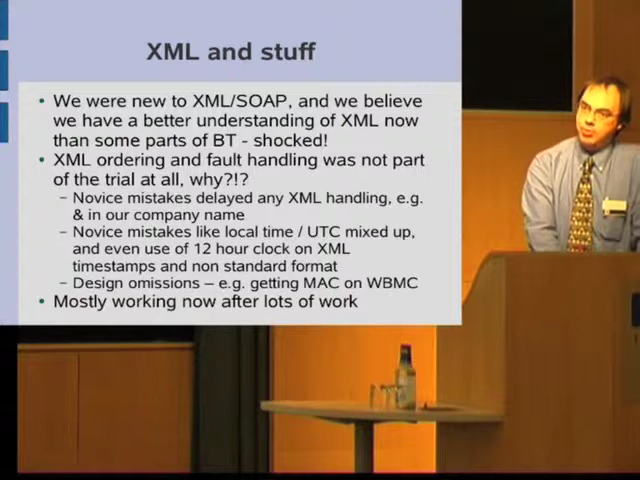 XML and stuff
• We were new to XML/SOAP, and we believe
we have a better understanding of XML now
than some parts of BT - shocked!
• XML ordering and fault handling was not part
of the trial at all, why?!?
– Novice mistakes delayed any XML handling, e.g.
& in our company name
– Novice mistakes like local time / UTC mixed up,
and even use of 12 hour clock on XML
timestamps and non standard format
– Design omissions – e.g. getting MAC on WBMC
• Mostly working now after lots of work